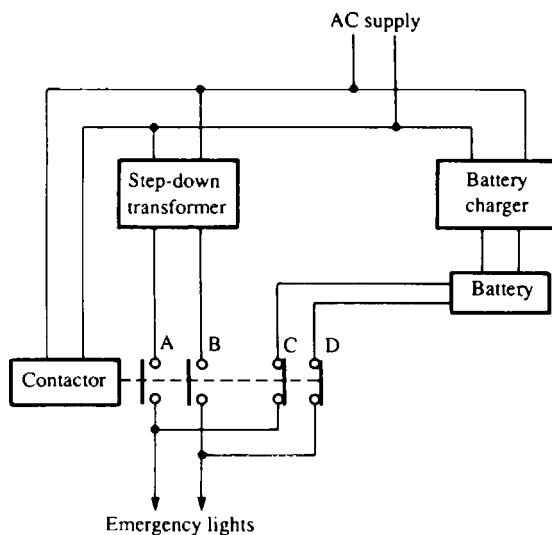 AC supply
Step-down
transformer
Battery
charger
Battery
A
B
C
D
Contactor
Emergency lights